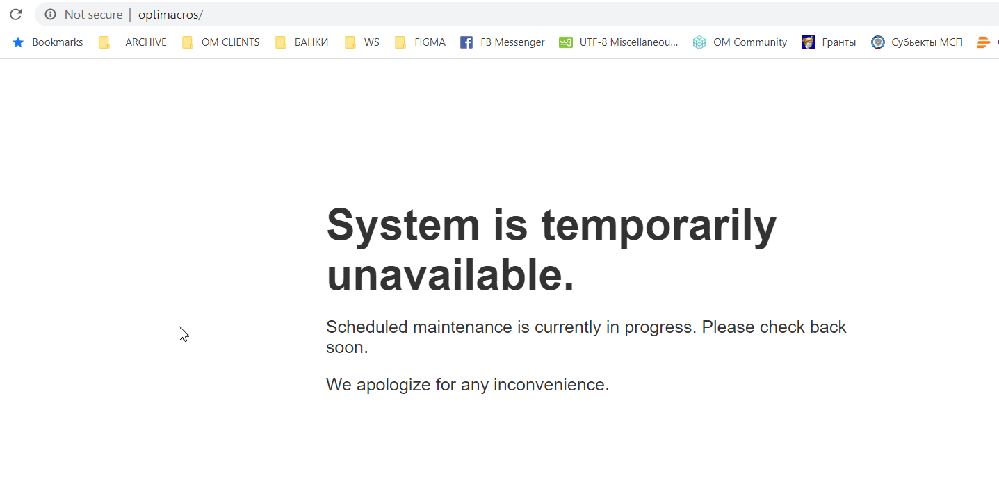 Not secure | optimacros/
Bookmarks _ ARCHIVE OM CLIENTS БАНКИ WS FIGMA FB Messenger UTF-8 Miscellaneou... OM Community Гранты Субъекты МСП
System is temporarily
unavailable.
Scheduled maintenance is currently in progress. Please check back
soon.
We apologize for any inconvenience.